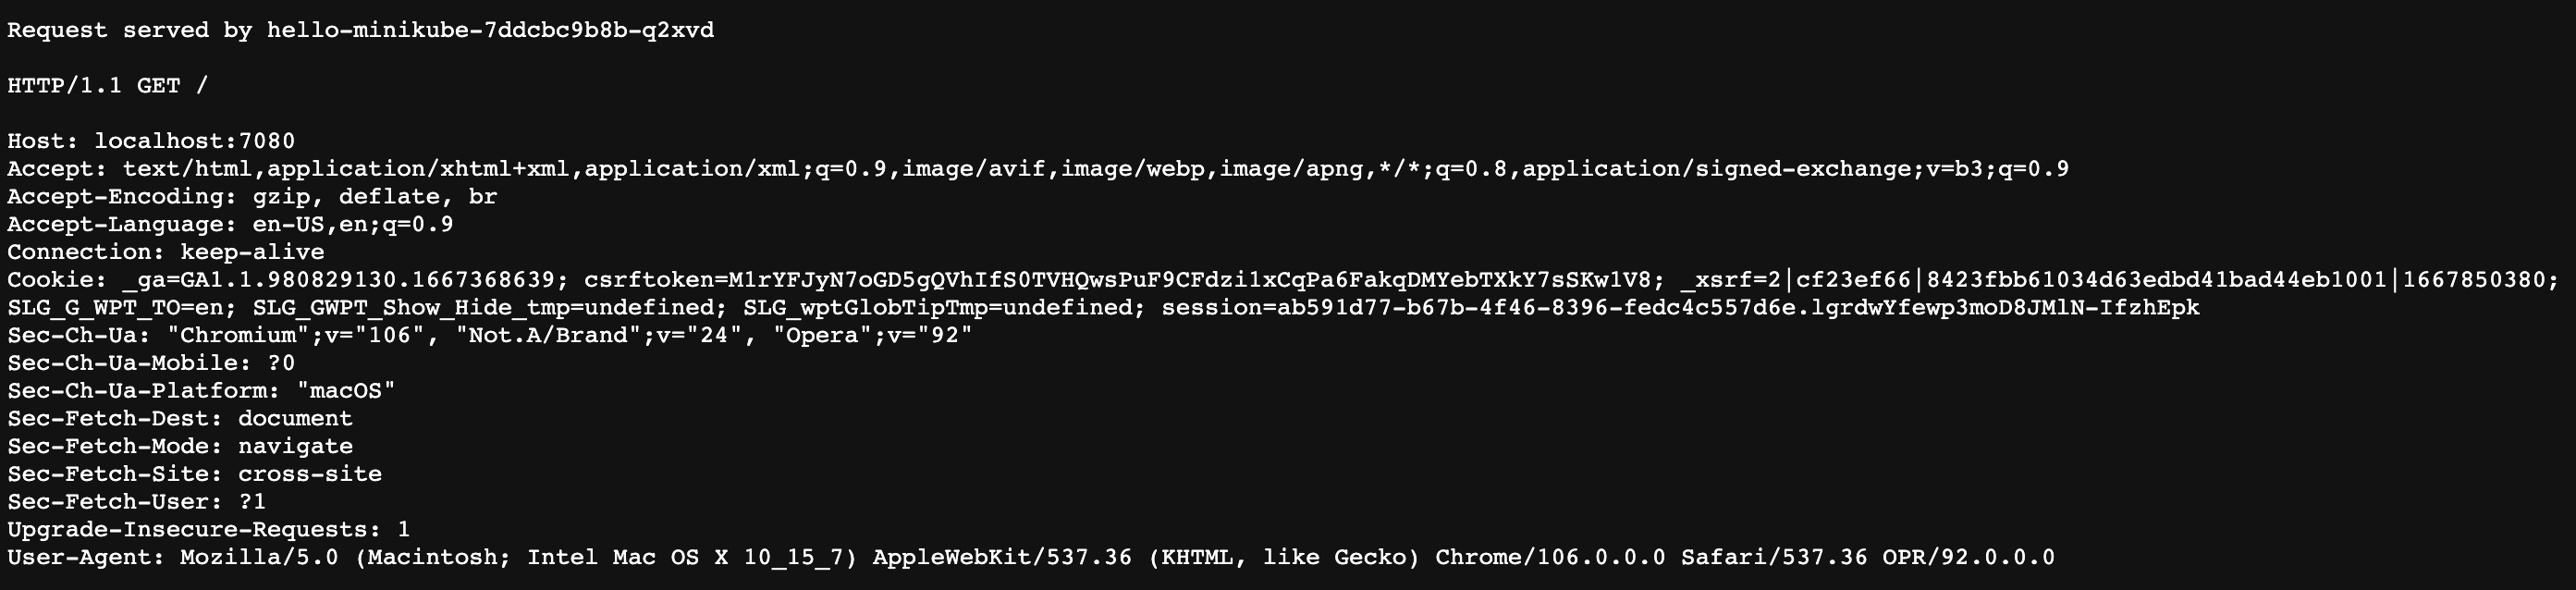 Request served by hello-minikube-7ddcbc9b8b-q2xvd
HTTP/1.1 GET /
Host: localhost:7080
Accept: text/html,application/xhtml+xml,application/xml;q=0.9,image/avif,image/webp,image/apng,*/*;q=0.8,application/signed-exchange;v=b3;q=0.9
Accept-Encoding: gzip, deflate, br
Accept-Language: en-US,en;q=0.9
Connection: keep-alive
Cookie: _ga=GA1.1.980829130.1667368639; csrftoken=M1rYFJyN7oGD5gQVhIfS0TVHQwsPuF9CFdzi1xCqPa6FakqDMYebTXkY7sSKw1V8; _xsrf=2|cf23ef66|8423fbb61034d63edbd41bad44eb1001|1667850380;
SLG_G_WPT_TO=en; SLG_GWPT_Show_Hide_tmp=undefined; SLG_wptGlobTipTmp=undefined; session=ab591d77-b67b-4f46-8396-fedc4c557d6e.lgrdwYfewp3moD8JMlN-IfzhEpk
Sec-Ch-Ua: "Chromium";v="106", "Not.A/Brand";v="24", "Opera";v="92"
Sec-Ch-Ua-Mobile: ?0
Sec-Ch-Ua-Platform: "macOS"
Sec-Fetch-Dest: document
Sec-Fetch-Mode: navigate
Sec-Fetch-Site: cross-site
Sec-Fetch-User: ?1
Upgrade-Insecure-Requests: 1
User-Agent: Mozilla/5.0 (Macintosh; Intel Mac OS X 10_15_7) AppleWebKit/537.36 (KHTML, like Gecko) Chrome/106.0.0.0 Safari/537.36 OPR/92.0.0.0